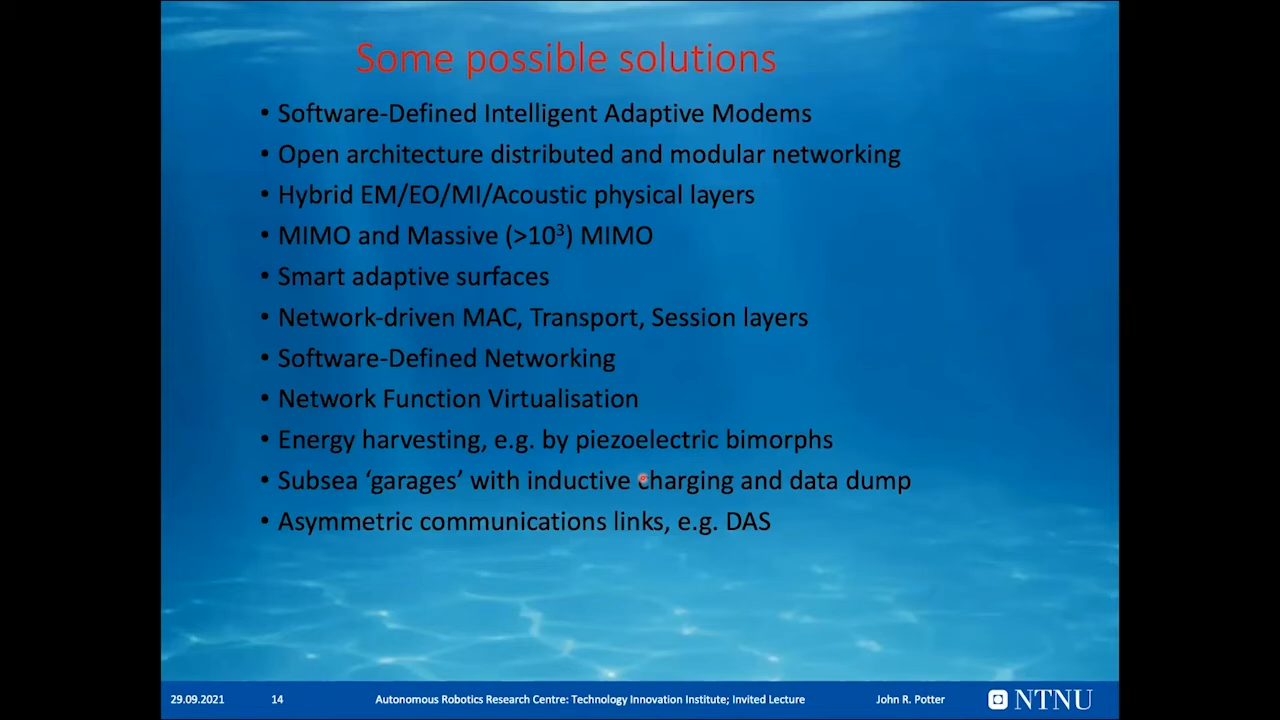 Some possible solutions
• Software-Defined Intelligent Adaptive Modems
• Open architecture distributed and modular networking
• Hybrid EM/EO/MI/Acoustic physical layers
• MIMO and Massive (>10³) MIMO
• Smart adaptive surfaces
• Network-driven MAC, Transport, Session layers
• Software-Defined Networking
• Network Function Virtualisation
• Energy harvesting, e.g. by piezoelectric bimorphs
• Subsea ‘garages’ with inductive charging and data dump
• Asymmetric communications links, e.g. DAS
29.09.2021 14 Autonomous Robotics Research Centre: Technology Innovation Institute; Invited Lecture John R. Potter NTNU